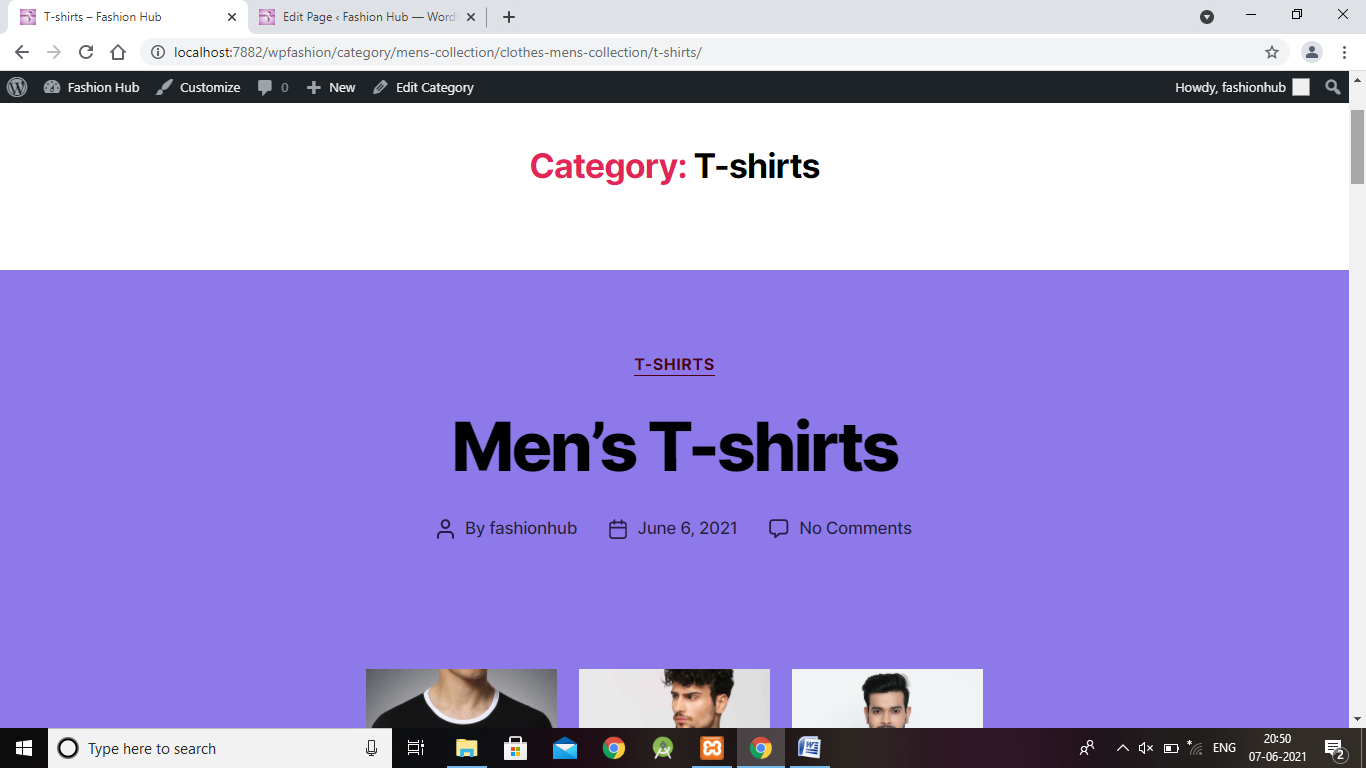 T-shirts – Fashion Hub
Edit Page ‹ Fashion Hub — Word
localhost:7882/wpfashion/category/mens-collection/clothes-mens-collection/t-shirts/
Fashion Hub Customize 0 New Edit Category Howdy, fashionhub
Category: T-shirts
T-SHIRTS
Men’s T-shirts
By fashionhub June 6, 2021 No Comments
Type here to search
ENG
20:50
07-06-2021
2